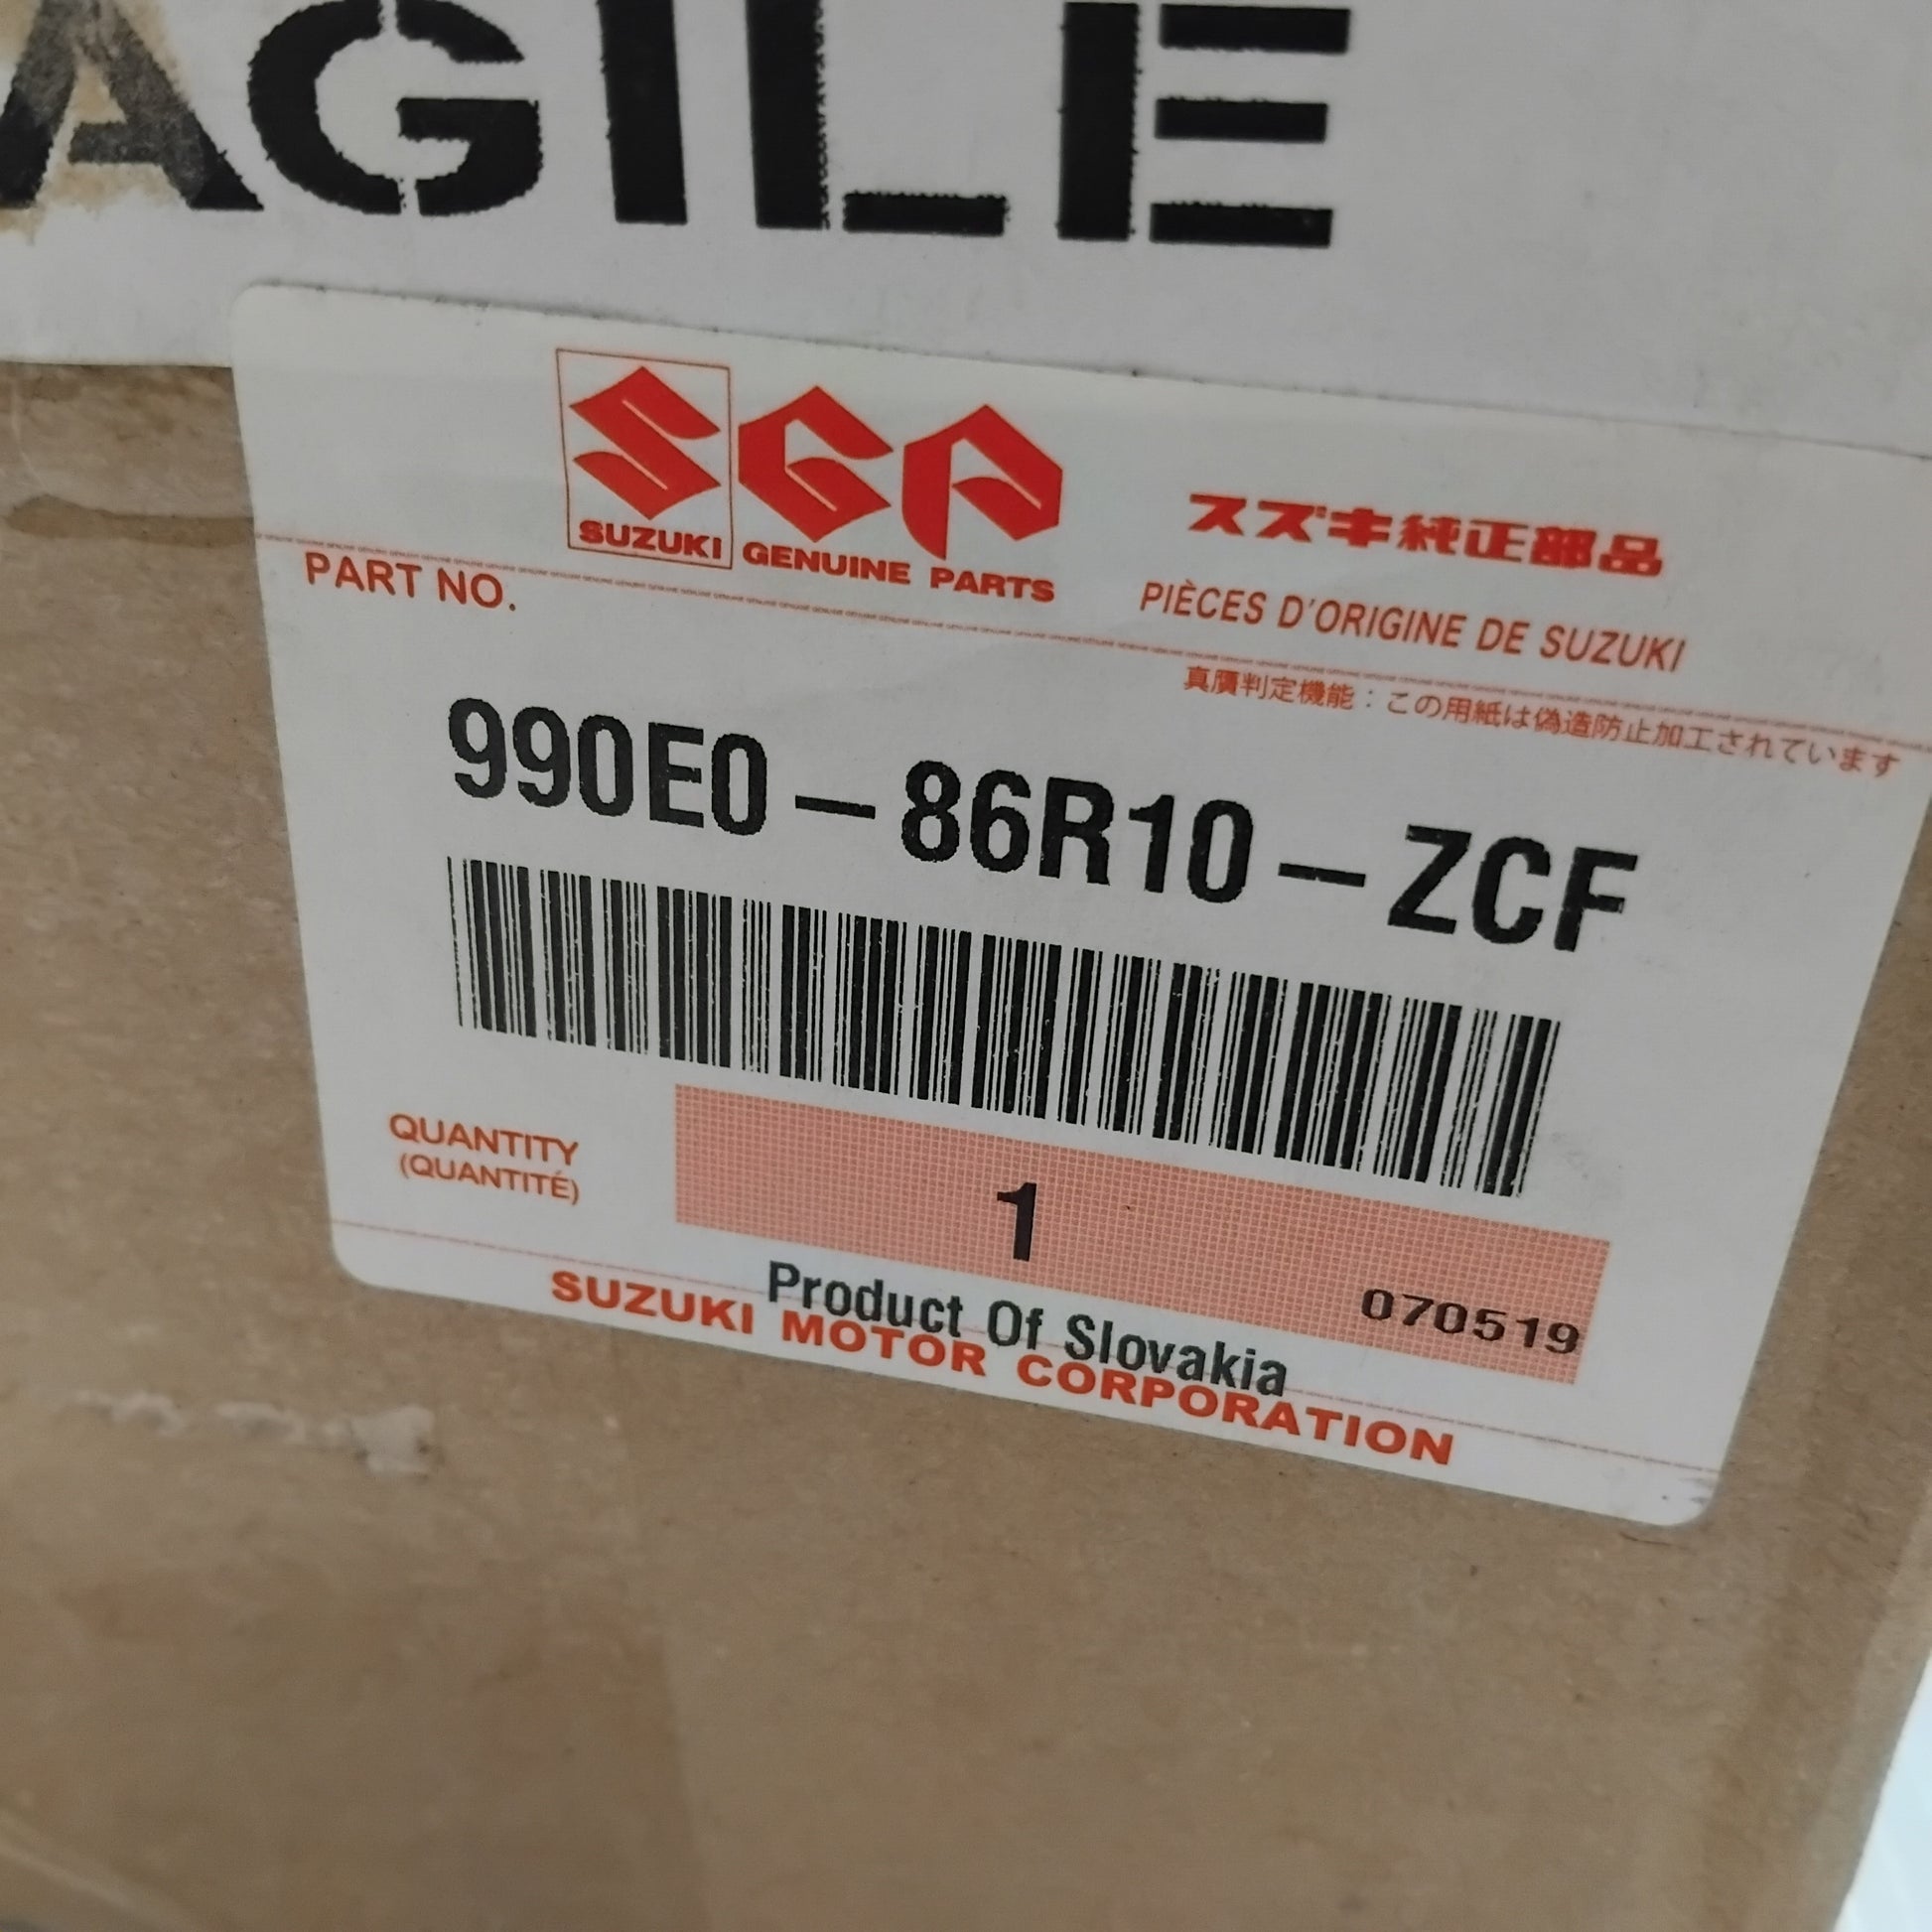 AGILE
SGP
SUZUKI GENUINE PARTS
スズキ純正部品
PIÈCES D'ORIGINE DE SUZUKI
PART NO.
真贋判定機能：この用紙は偽造防止加工されています
990E0-86R10-ZCF
QUANTITY
(QUANTITÉ)
1
070519
Product Of Slovakia
SUZUKI MOTOR CORPORATION